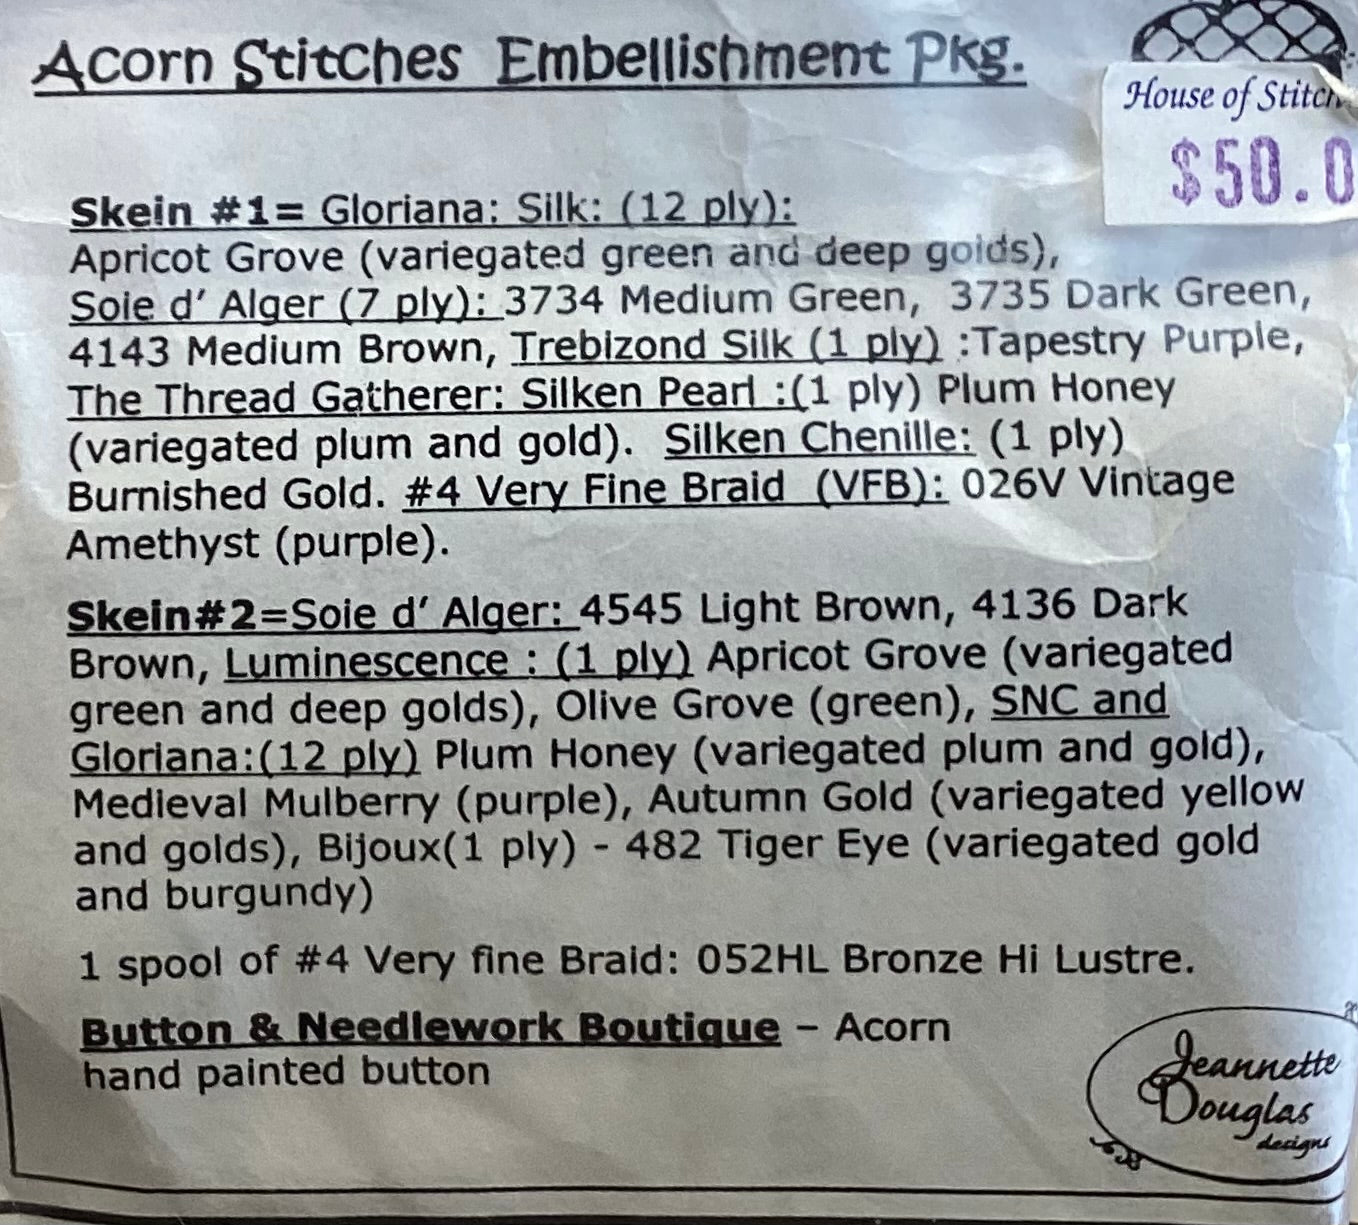 Acorn Stitches Embellishment Pkg.
House of Stitch
$50.0
Skein #1= Gloriana: Silk: (12 ply):
Apricot Grove (variegated green and deep golds),
Soie d’ Alger (7 ply): 3734 Medium Green, 3735 Dark Green,
4143 Medium Brown, Trebizond Silk (1 ply) :Tapestry Purple,
The Thread Gatherer: Silken Pearl :(1 ply) Plum Honey
(variegated plum and gold). Silken Chenille: (1 ply)
Burnished Gold. #4 Very Fine Braid (VFB): 026V Vintage
Amethyst (purple).
Skein#2=Soie d’ Alger: 4545 Light Brown, 4136 Dark
Brown, Luminescence : (1 ply) Apricot Grove (variegated
green and deep golds), Olive Grove (green), SNC and
Gloriana:(12 ply) Plum Honey (variegated plum and gold),
Medieval Mulberry (purple), Autumn Gold (variegated yellow
and golds), Bijoux(1 ply) - 482 Tiger Eye (variegated gold
and burgundy)
1 spool of #4 Very fine Braid: 052HL Bronze Hi Lustre.
Button & Needlework Boutique – Acorn
hand painted button
Jeannette
Douglas
designs